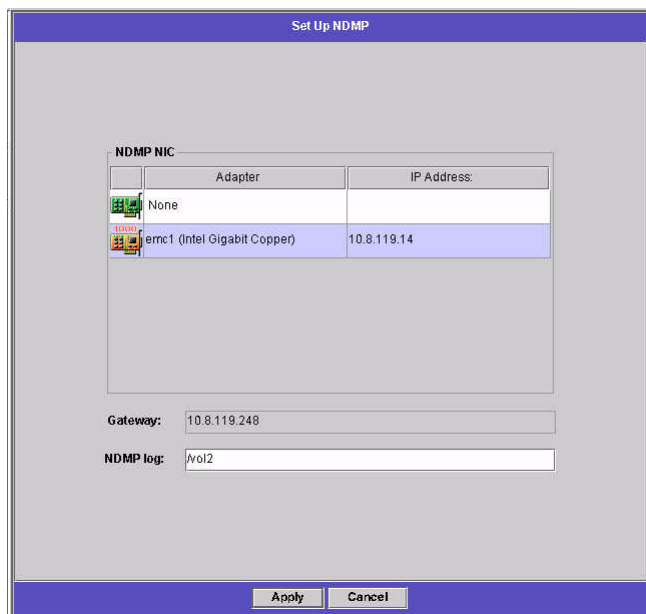 Set Up NDMP
NDMP NIC
Adapter IP Address:
None
1000
emc1 (Intel Gigabit Copper) 10.8.119.14
Gateway: 10.8.119.248
NDMP log: /vol2
Apply Cancel